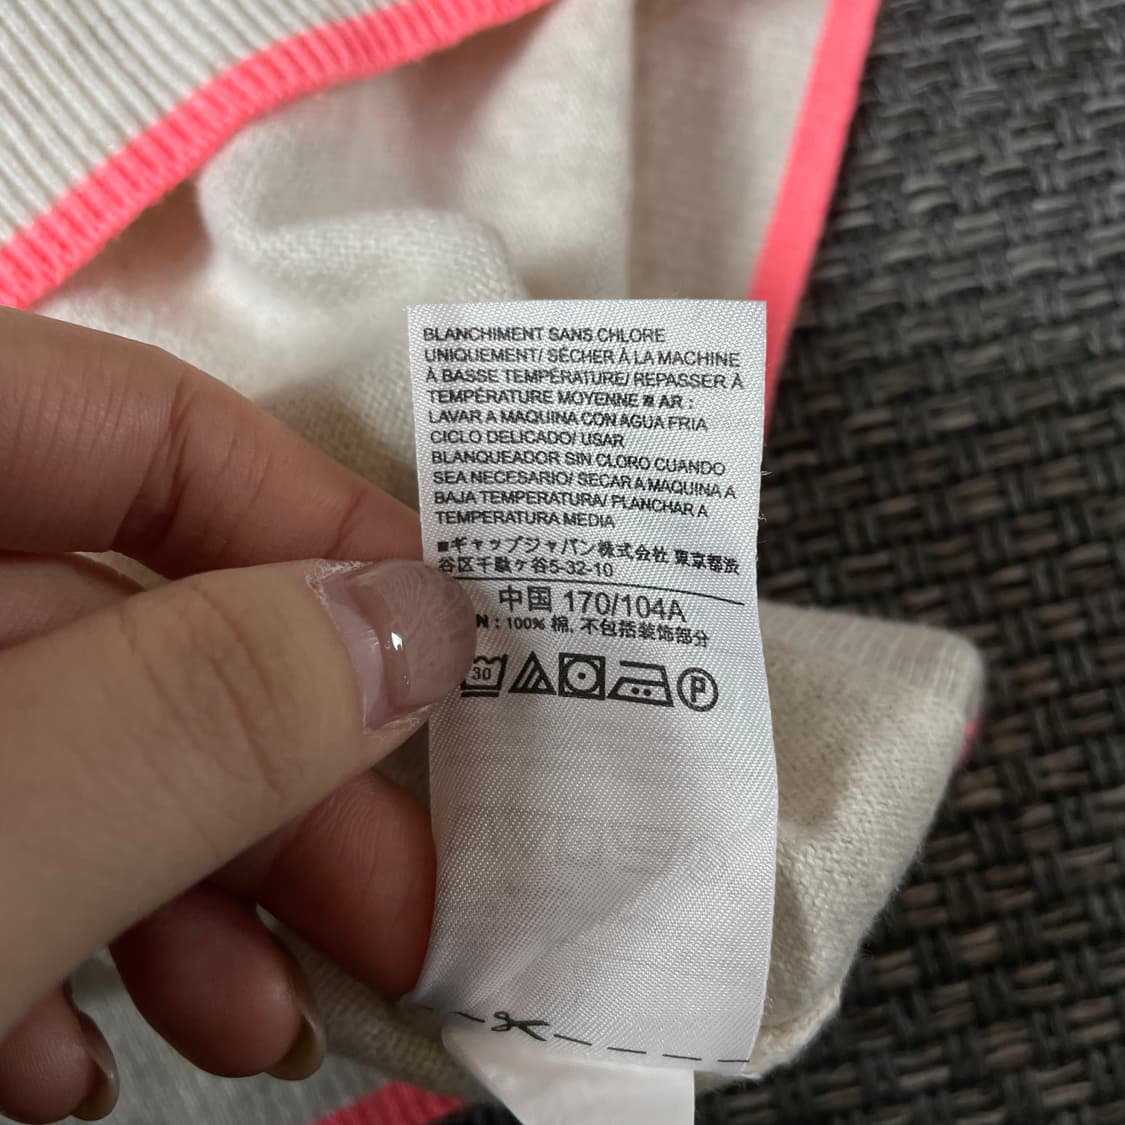 BLANCHIMENT SANS CHLORE
UNIQUEMENT/ SÉCHER À LA MACHINE
À BASSE TEMPÉRATURE/ REPASSER À
TEMPÉRATURE MOYENNE ■ AR :
LAVAR A MAQUINA CON AGUA FRIA
CICLO DELICADO/ USAR
BLANQUEADOR SIN CLORO CUANDO
SEA NECESARIO/ SECAR A MAQUINA A
BAJA TEMPERATURA/ PLANCHAR A
TEMPERATURA MEDIA
■ギャップジャパン株式会社 東京都渋
谷区千駄ヶ谷5-32-10
中国 170/104A
N : 100% 棉, 不包括装饰部分
30 P